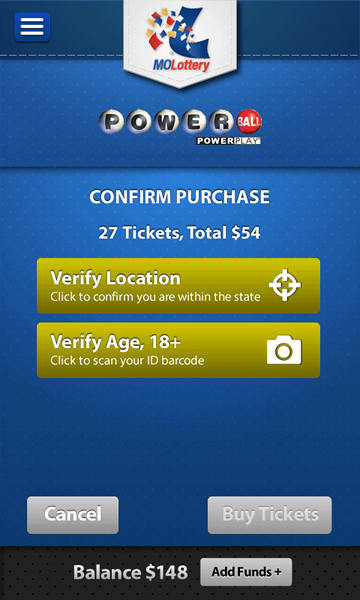 MOLottery
POWERBALL
POWERPLAY
CONFIRM PURCHASE
27 Tickets, Total $54
Verify Location
Click to confirm you are within the state
Verify Age, 18+
Click to scan your ID barcode
Cancel
Buy Tickets
Balance $148
Add Funds +